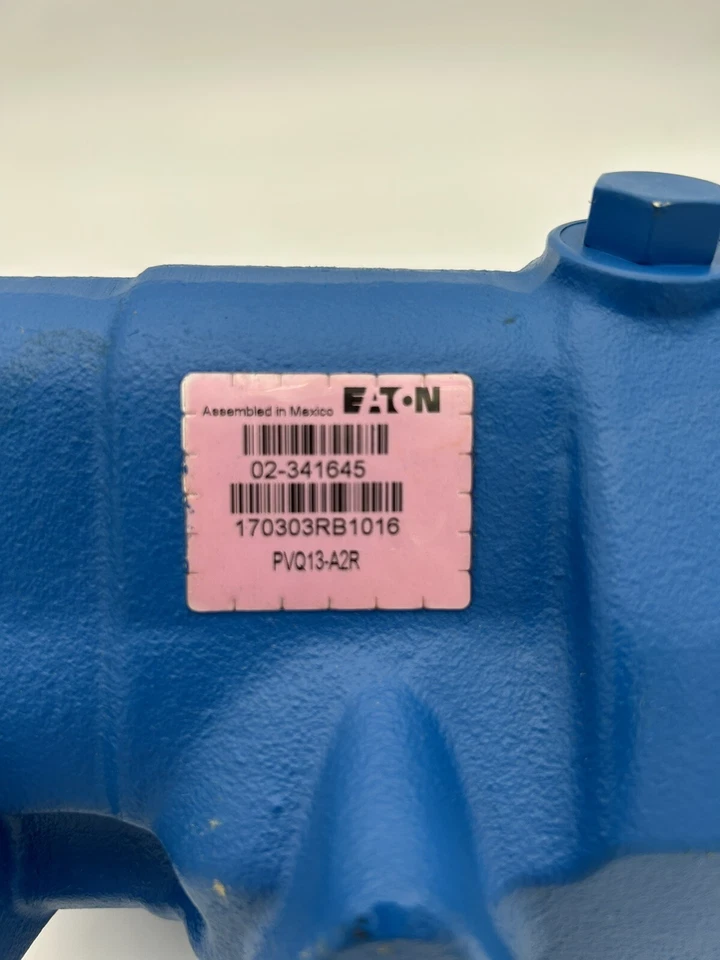 Assembled in Mexico EATON
02-341645
170303RB1016
PVQ13-A2R